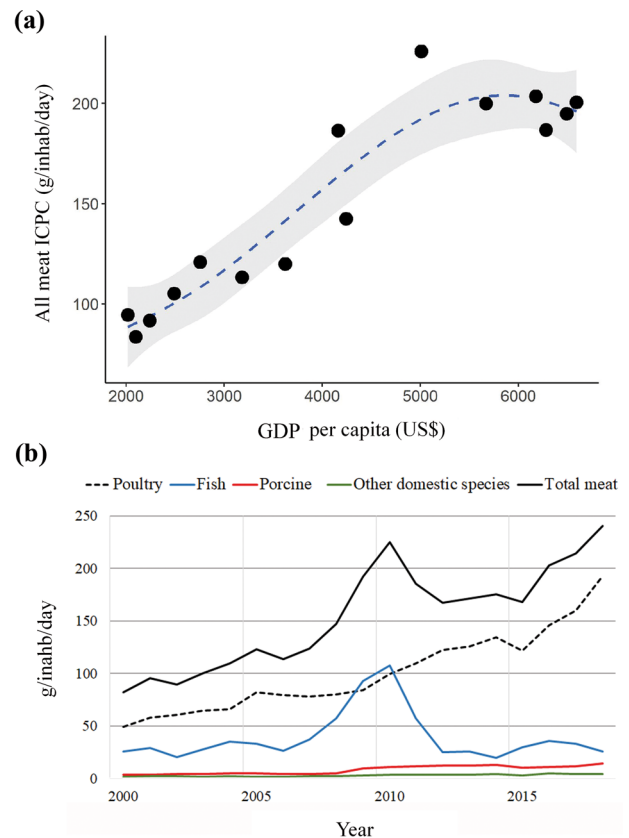 (a)
All meat ICPC (g/inhab/day)
200
150
100
2000 3000 4000 5000 6000
GDP per capita (US$)
(b)
Poultry Fish Porcine Other domestic species Total meat
g/inahb/day
250
200
150
100
50
0
2000 2005 2010 2015
Year